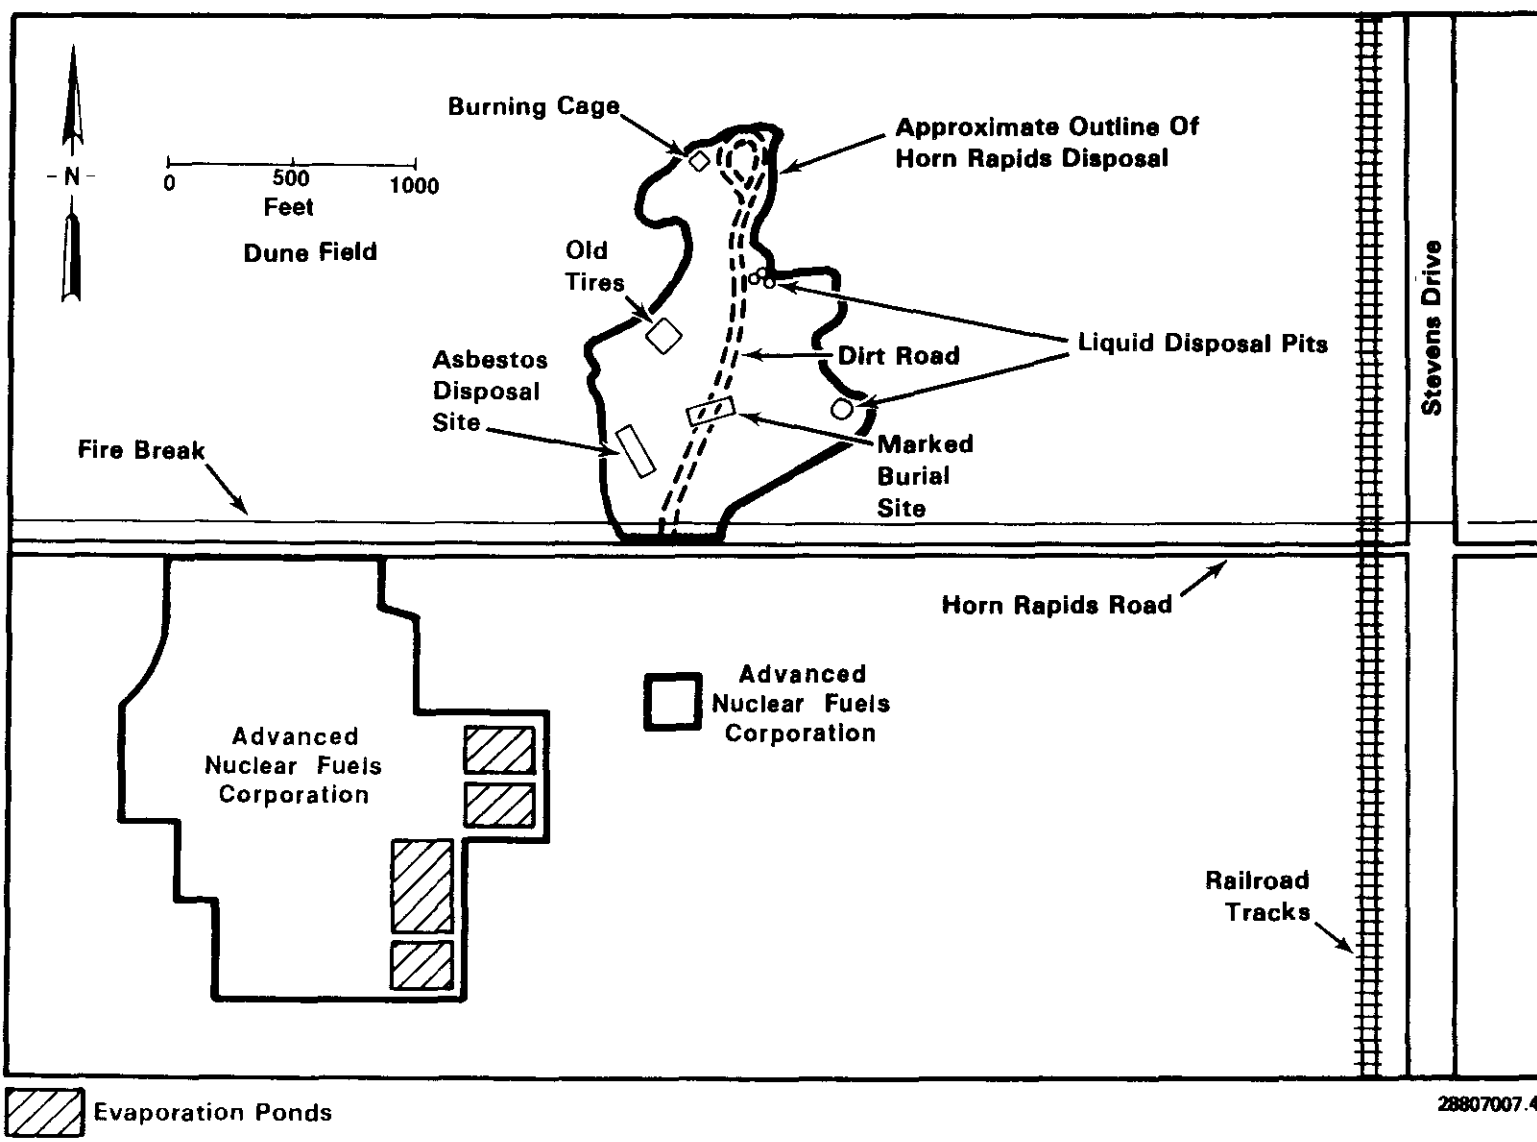 Burning Cage
Approximate Outline Of
Horn Rapids Disposal
- N -
0 500 1000
Feet
Dune Field
Old
Tires
Stevens Drive
Liquid Disposal Pits
Dirt Road
Asbestos
Disposal
Site
Marked
Burial
Site
Fire Break
Horn Rapids Road
Advanced
Nuclear Fuels
Corporation
Advanced
Nuclear Fuels
Corporation
Railroad
Tracks
Evaporation Ponds
28807007.4